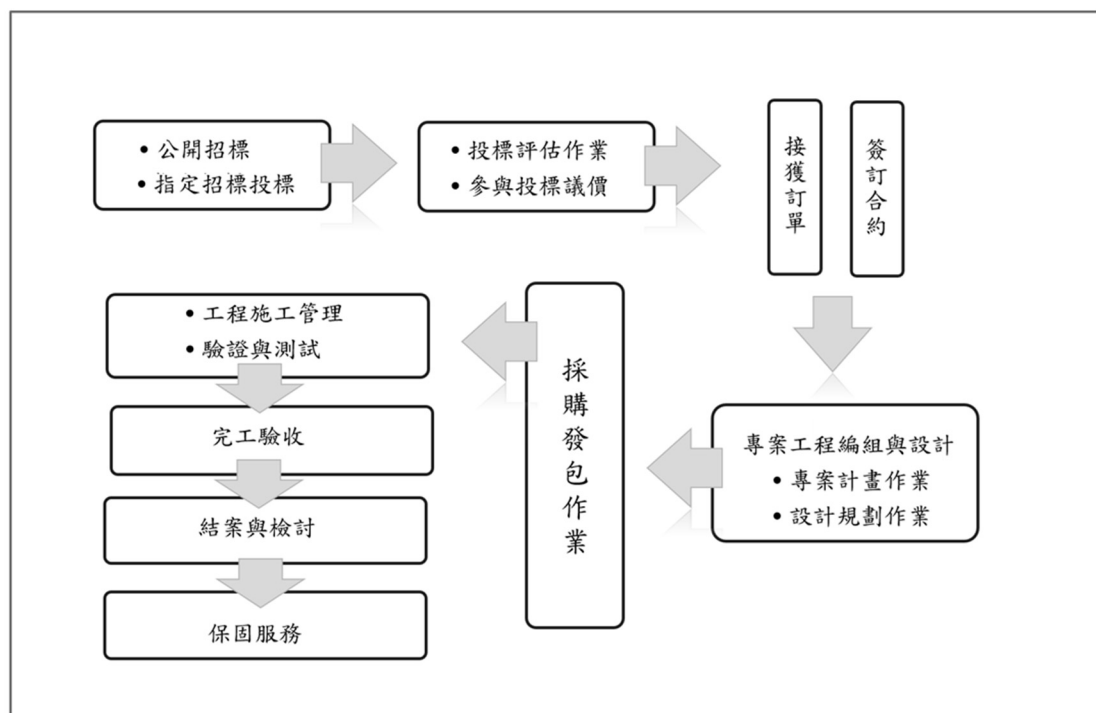 • 公開招標
• 指定招標投標
• 投標評估作業
• 參與投標議價
接獲訂單
簽訂合約
專案工程編組與設計
• 專案計畫作業
• 設計規劃作業
採購發包作業
• 工程施工管理
• 驗證與測試
完工驗收
結案與檢討
保固服務